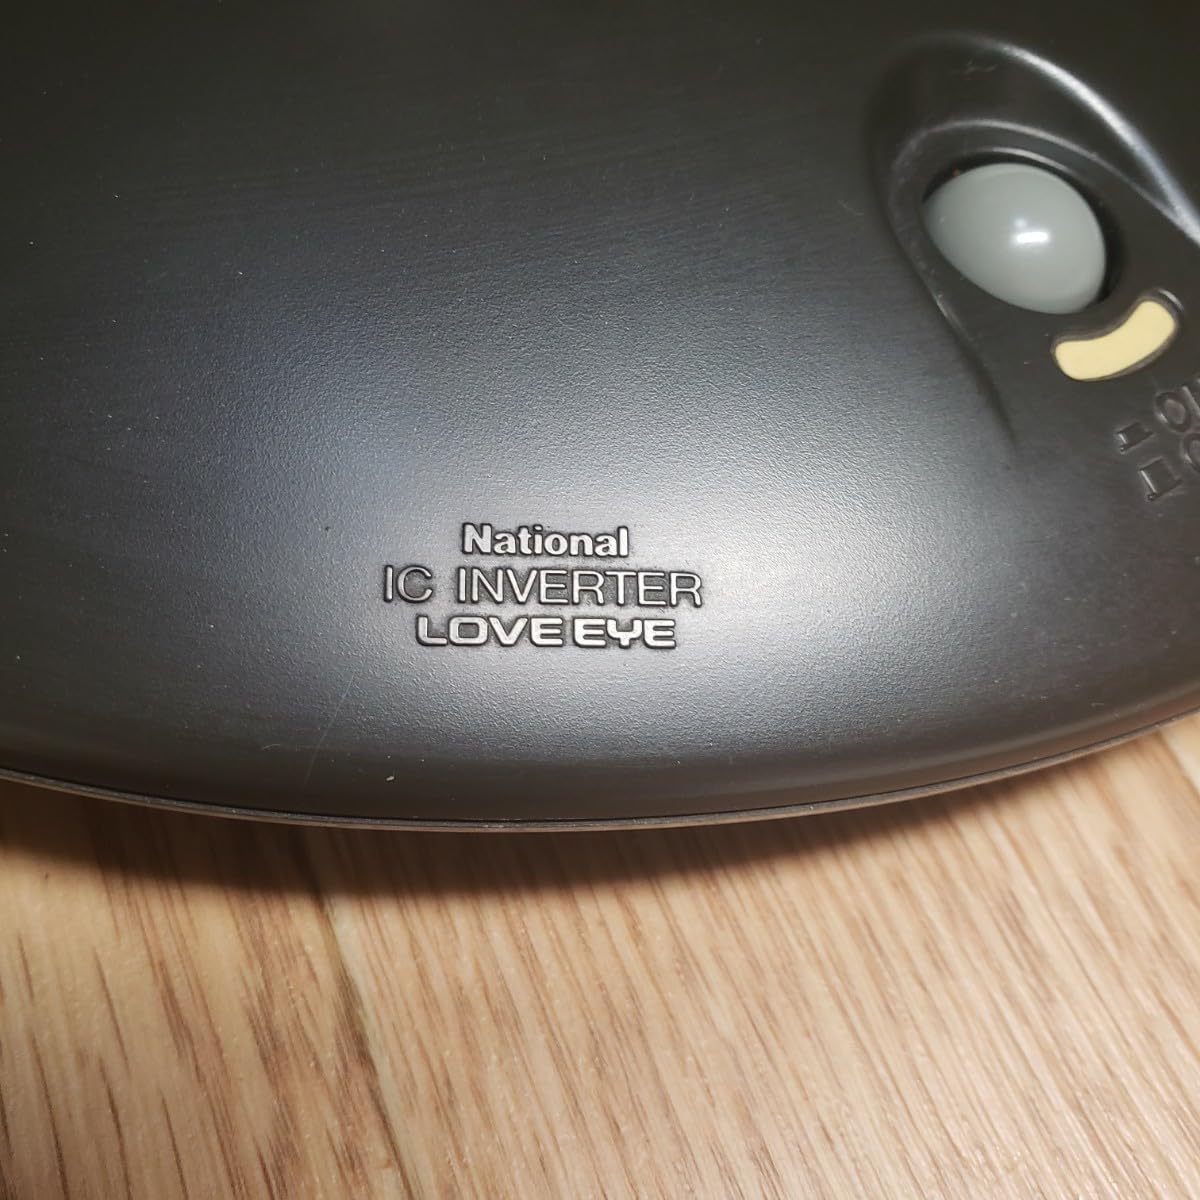 National
IC INVERTER
LOVE EYE